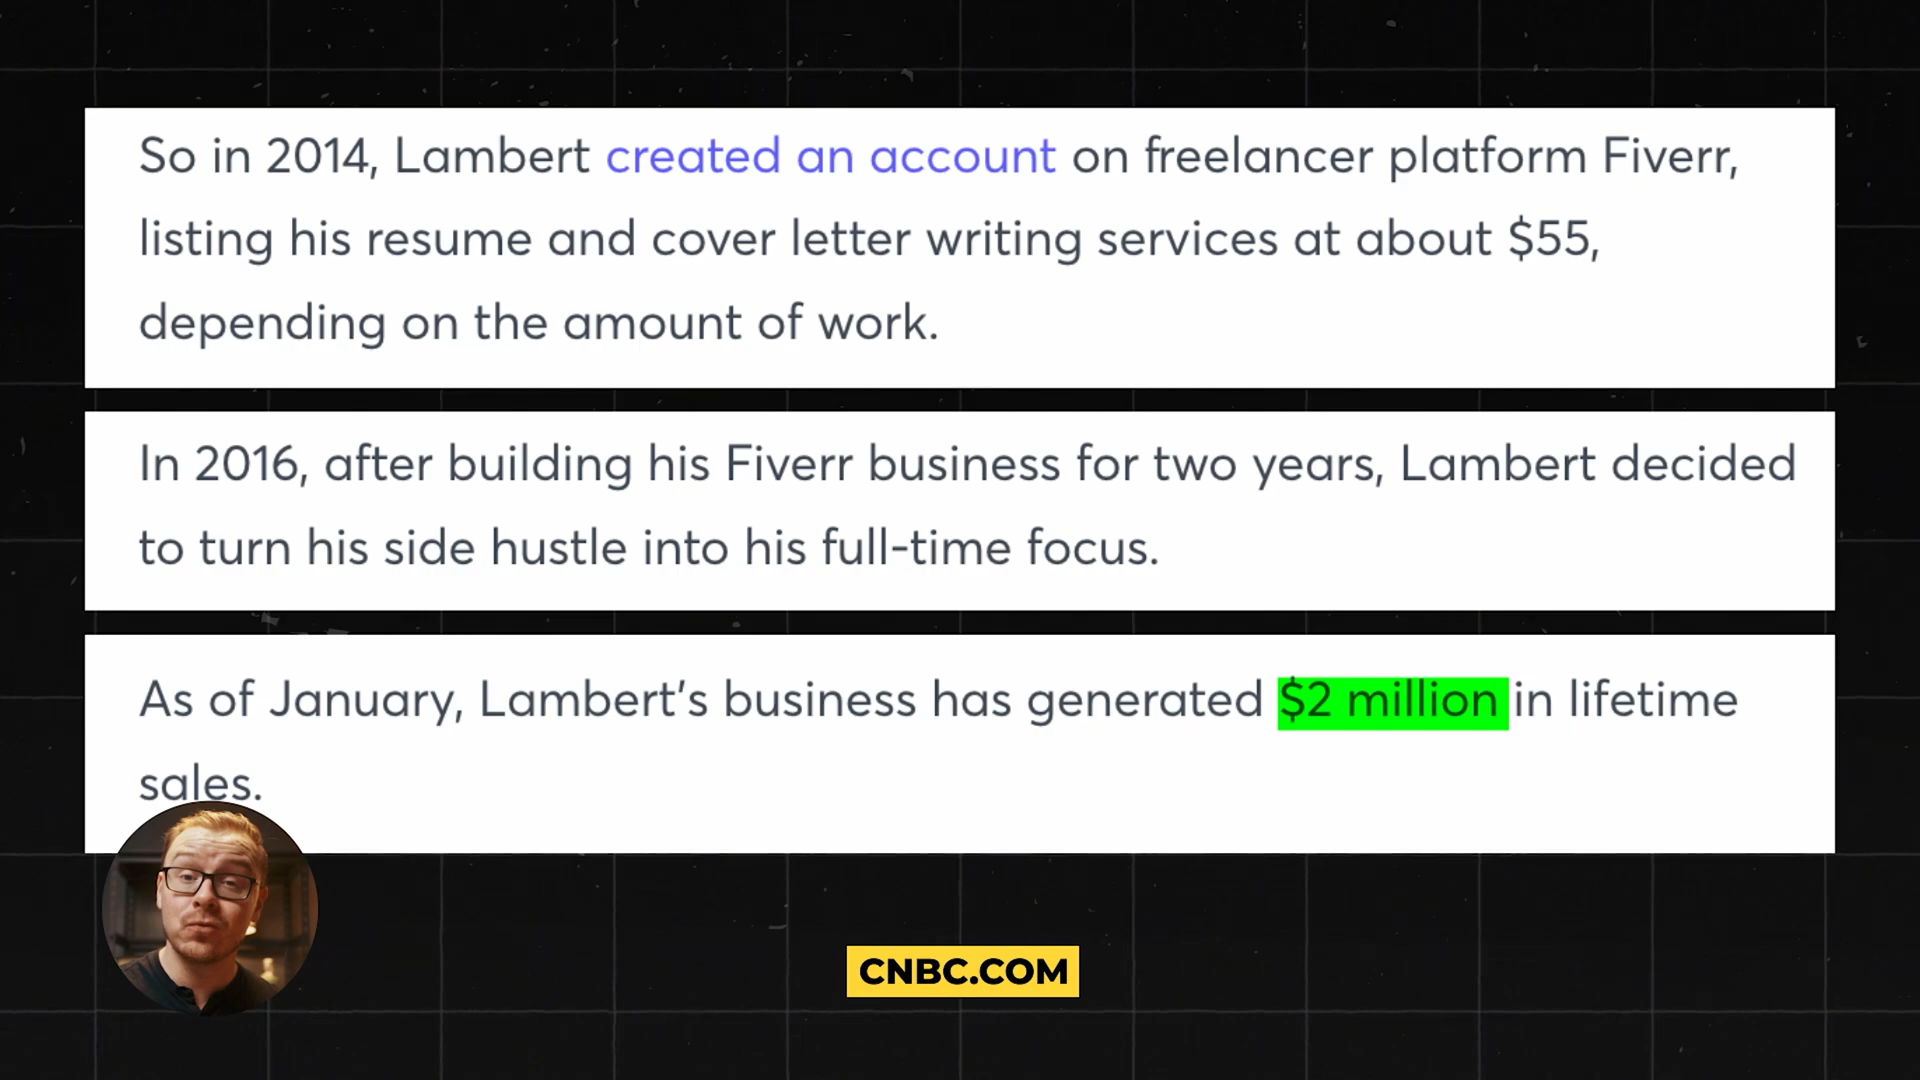 So in 2014, Lambert created an account on freelancer platform Fiverr,
listing his resume and cover letter writing services at about $55,
depending on the amount of work.
In 2016, after building his Fiverr business for two years, Lambert decided
to turn his side hustle into his full-time focus.
As of January, Lambert's business has generated $2 million in lifetime
sales.
CNBC.COM